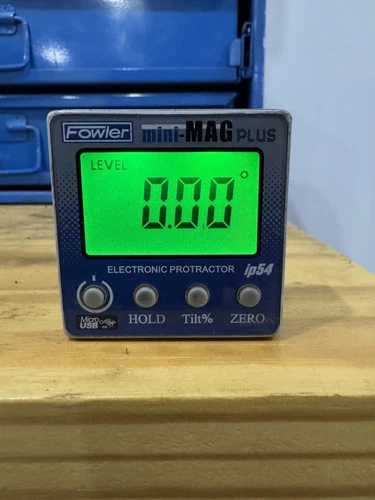 Fowler mini-MAG PLUS
LEVEL
0.00°
ELECTRONIC PROTRACTOR ip54
Micro USB HOLD Tilt% ZERO